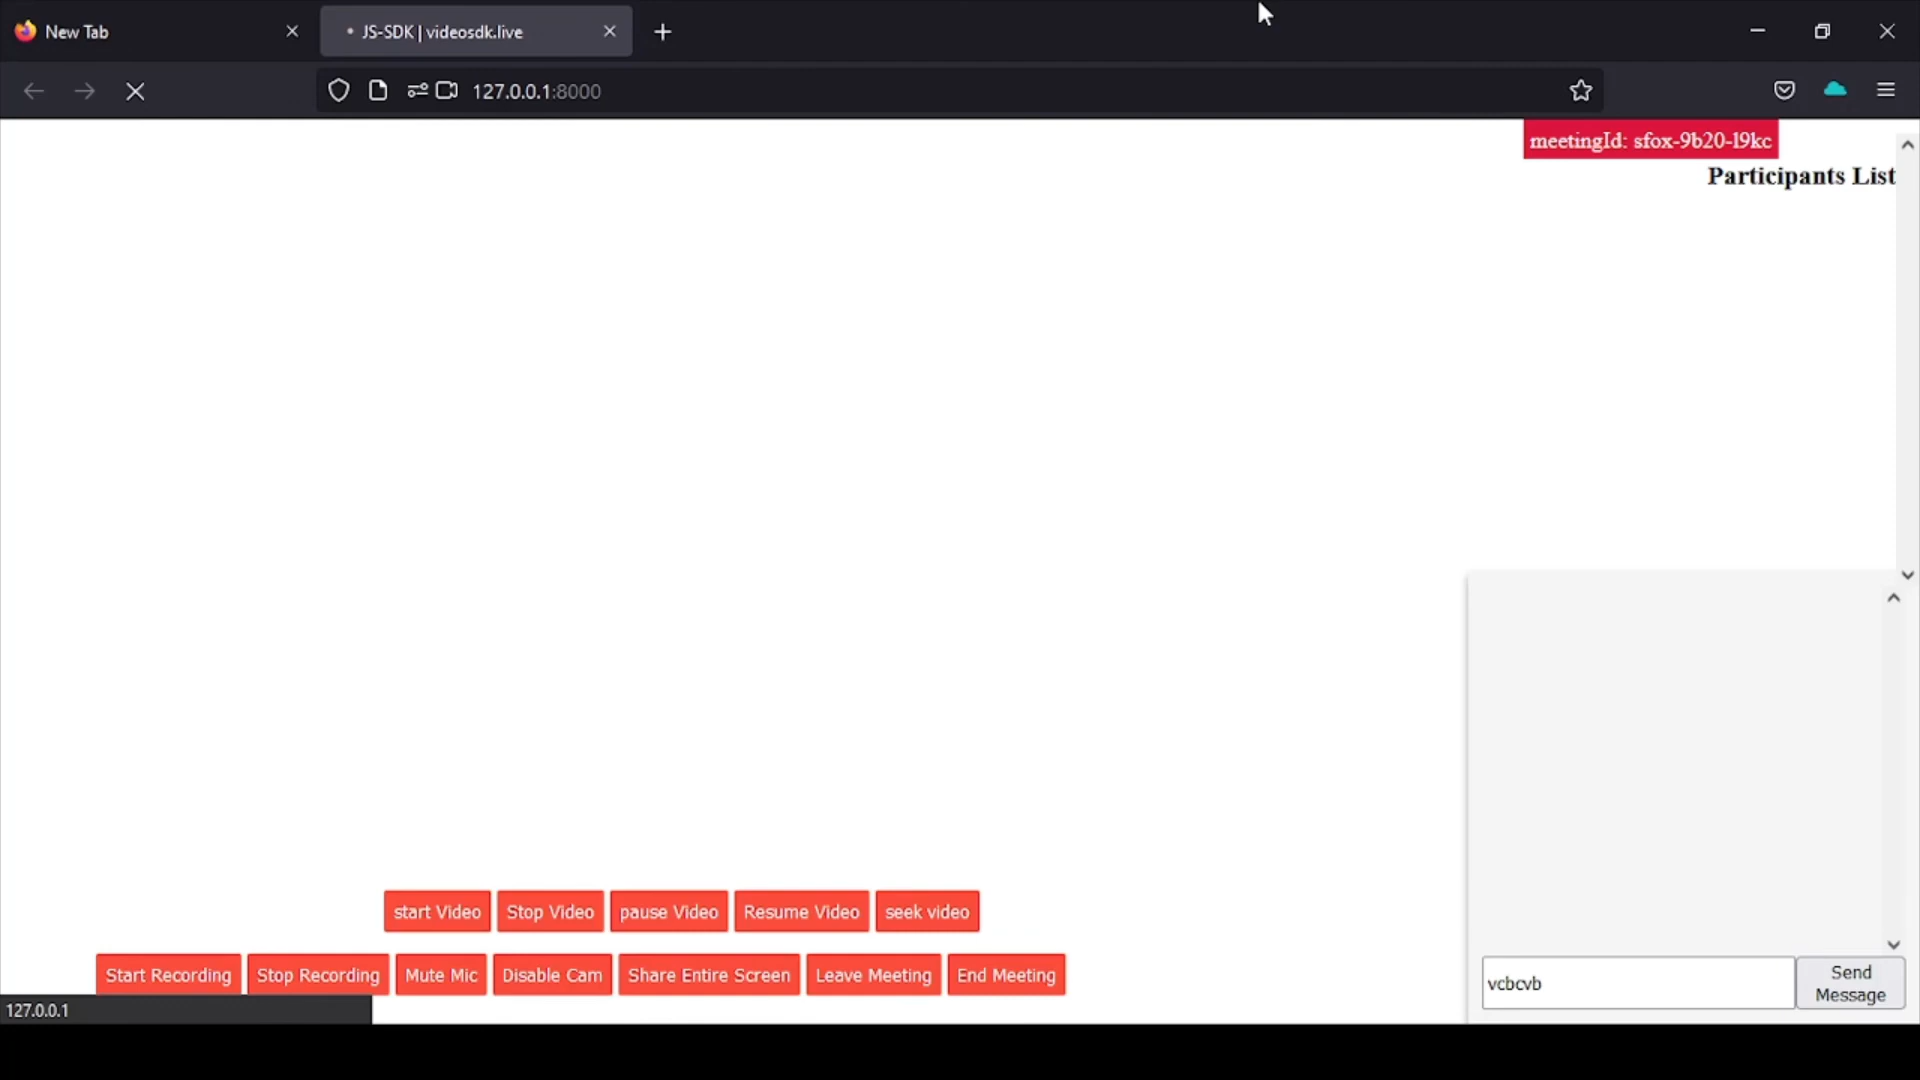 New Tab
JS-SDK | videosdk.live
127.0.0.1:8000
meetingId: sfox-9b20-l9kc
Participants List
start Video
Stop Video
pause Video
Resume Video
seek video
Start Recording
Stop Recording
Mute Mic
Disable Cam
Share Entire Screen
Leave Meeting
End Meeting
vcbcvb
Send
Message
127.0.0.1